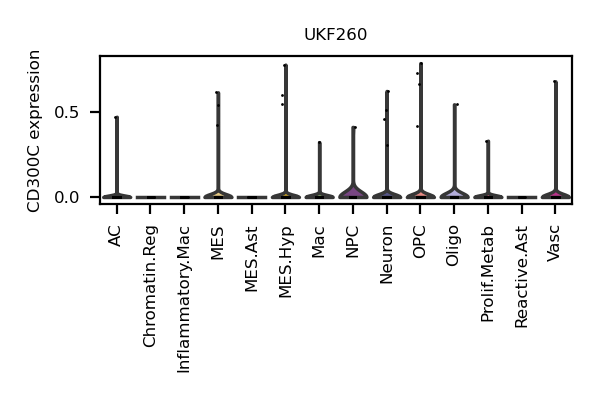 UKF260
CD300C expression
0.5
0.0
AC
Chromatin.Reg
Inflammatory.Mac
MES
MES.Ast
MES.Hyp
Mac
NPC
Neuron
OPC
Oligo
Prolif.Metab
Reactive.Ast
Vasc